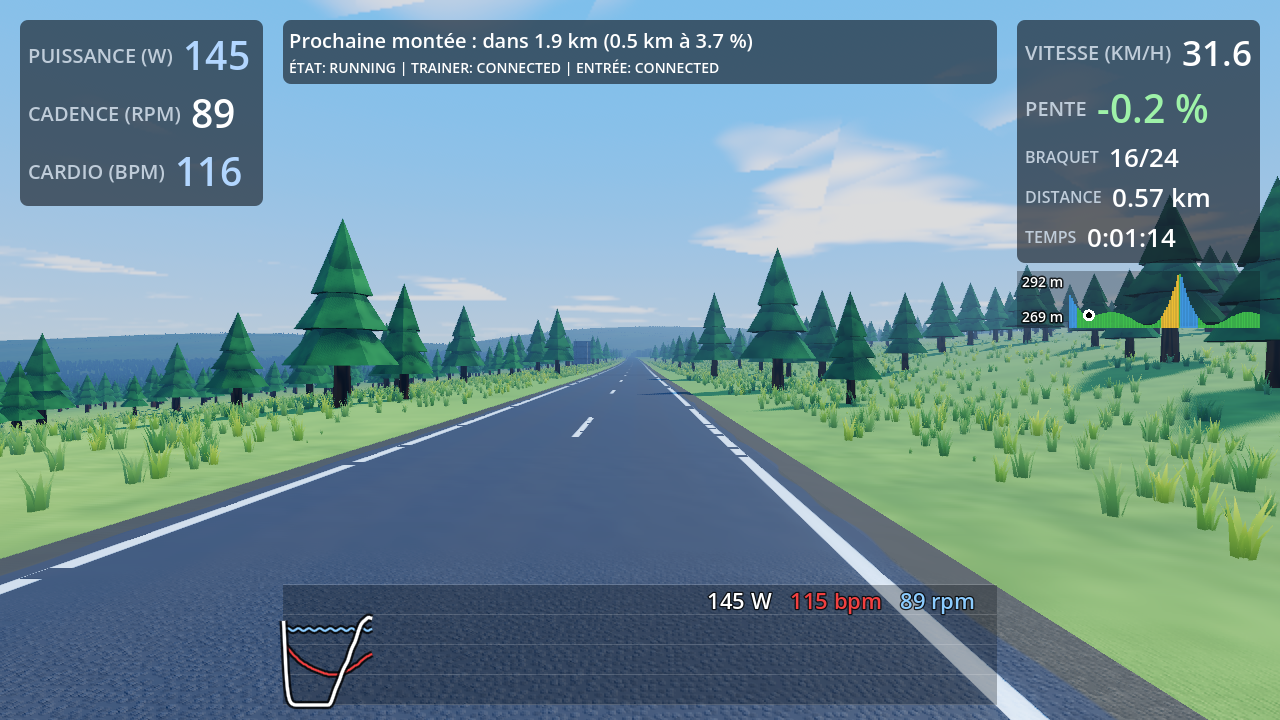 PUISSANCE (W) 145
CADENCE (RPM) 89
CARDIO (BPM) 116
Prochaine montée : dans 1.9 km (0.5 km à 3.7 %)
ÉTAT: RUNNING | TRAINER: CONNECTED | ENTRÉE: CONNECTED
VITESSE (KM/H) 31.6
PENTE -0.2 %
BRAQUET 16/24
DISTANCE 0.57 km
TEMPS 0:01:14
292 m
269 m
145 W 115 bpm 89 rpm